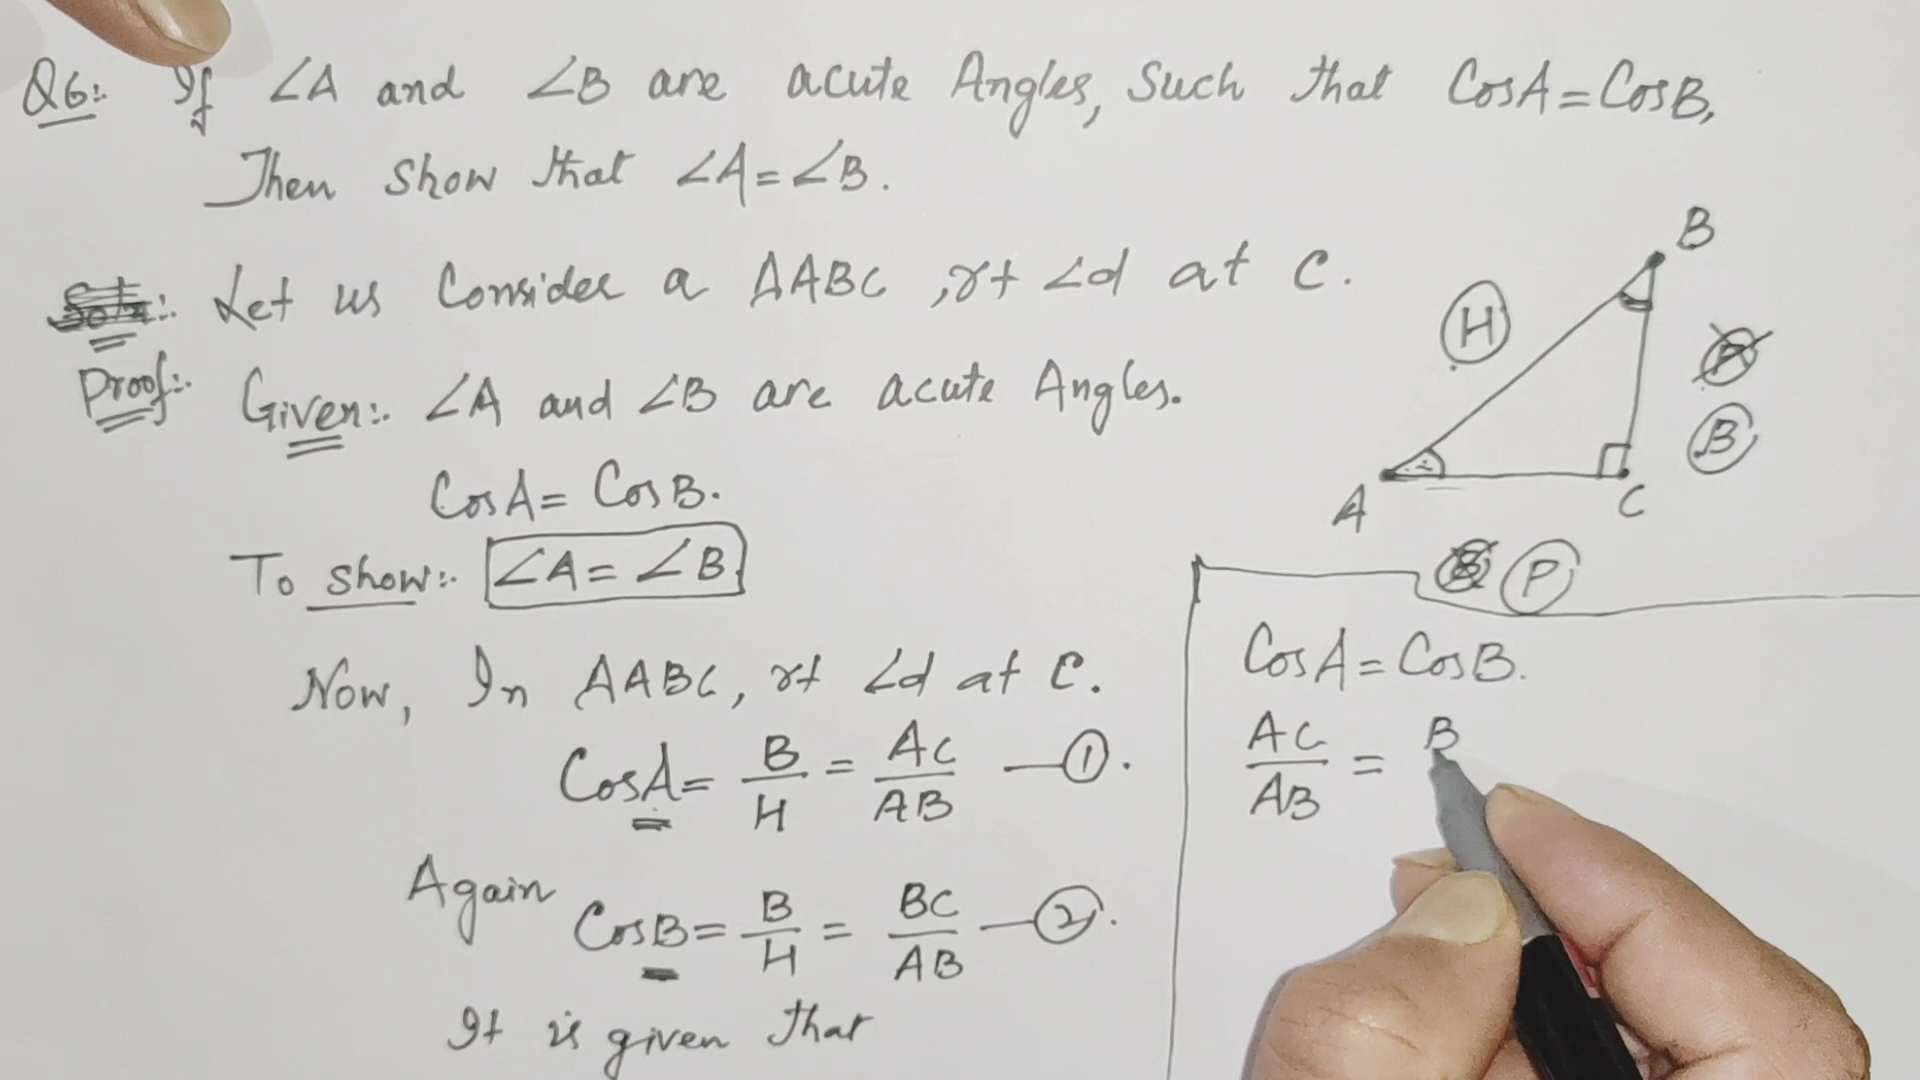 Q6:- If ∠A and ∠B are acute Angles, Such that CosA=CosB,
Then Show that ∠A=∠B.
Let us Consider a ΔABC, rt ∠d at C.
Proof:- Given:- ∠A and ∠B are acute Angles.
CosA= CosB.
To show:- ∠A= ∠B.
Now, In ΔABC, rt ∠d at C.
CosA= B/H = AC/AB —①.
Again CosB= B/H = BC/AB —②.
It is given that
B
H
B
A
C
P
CosA=CosB.
AC/AB = B